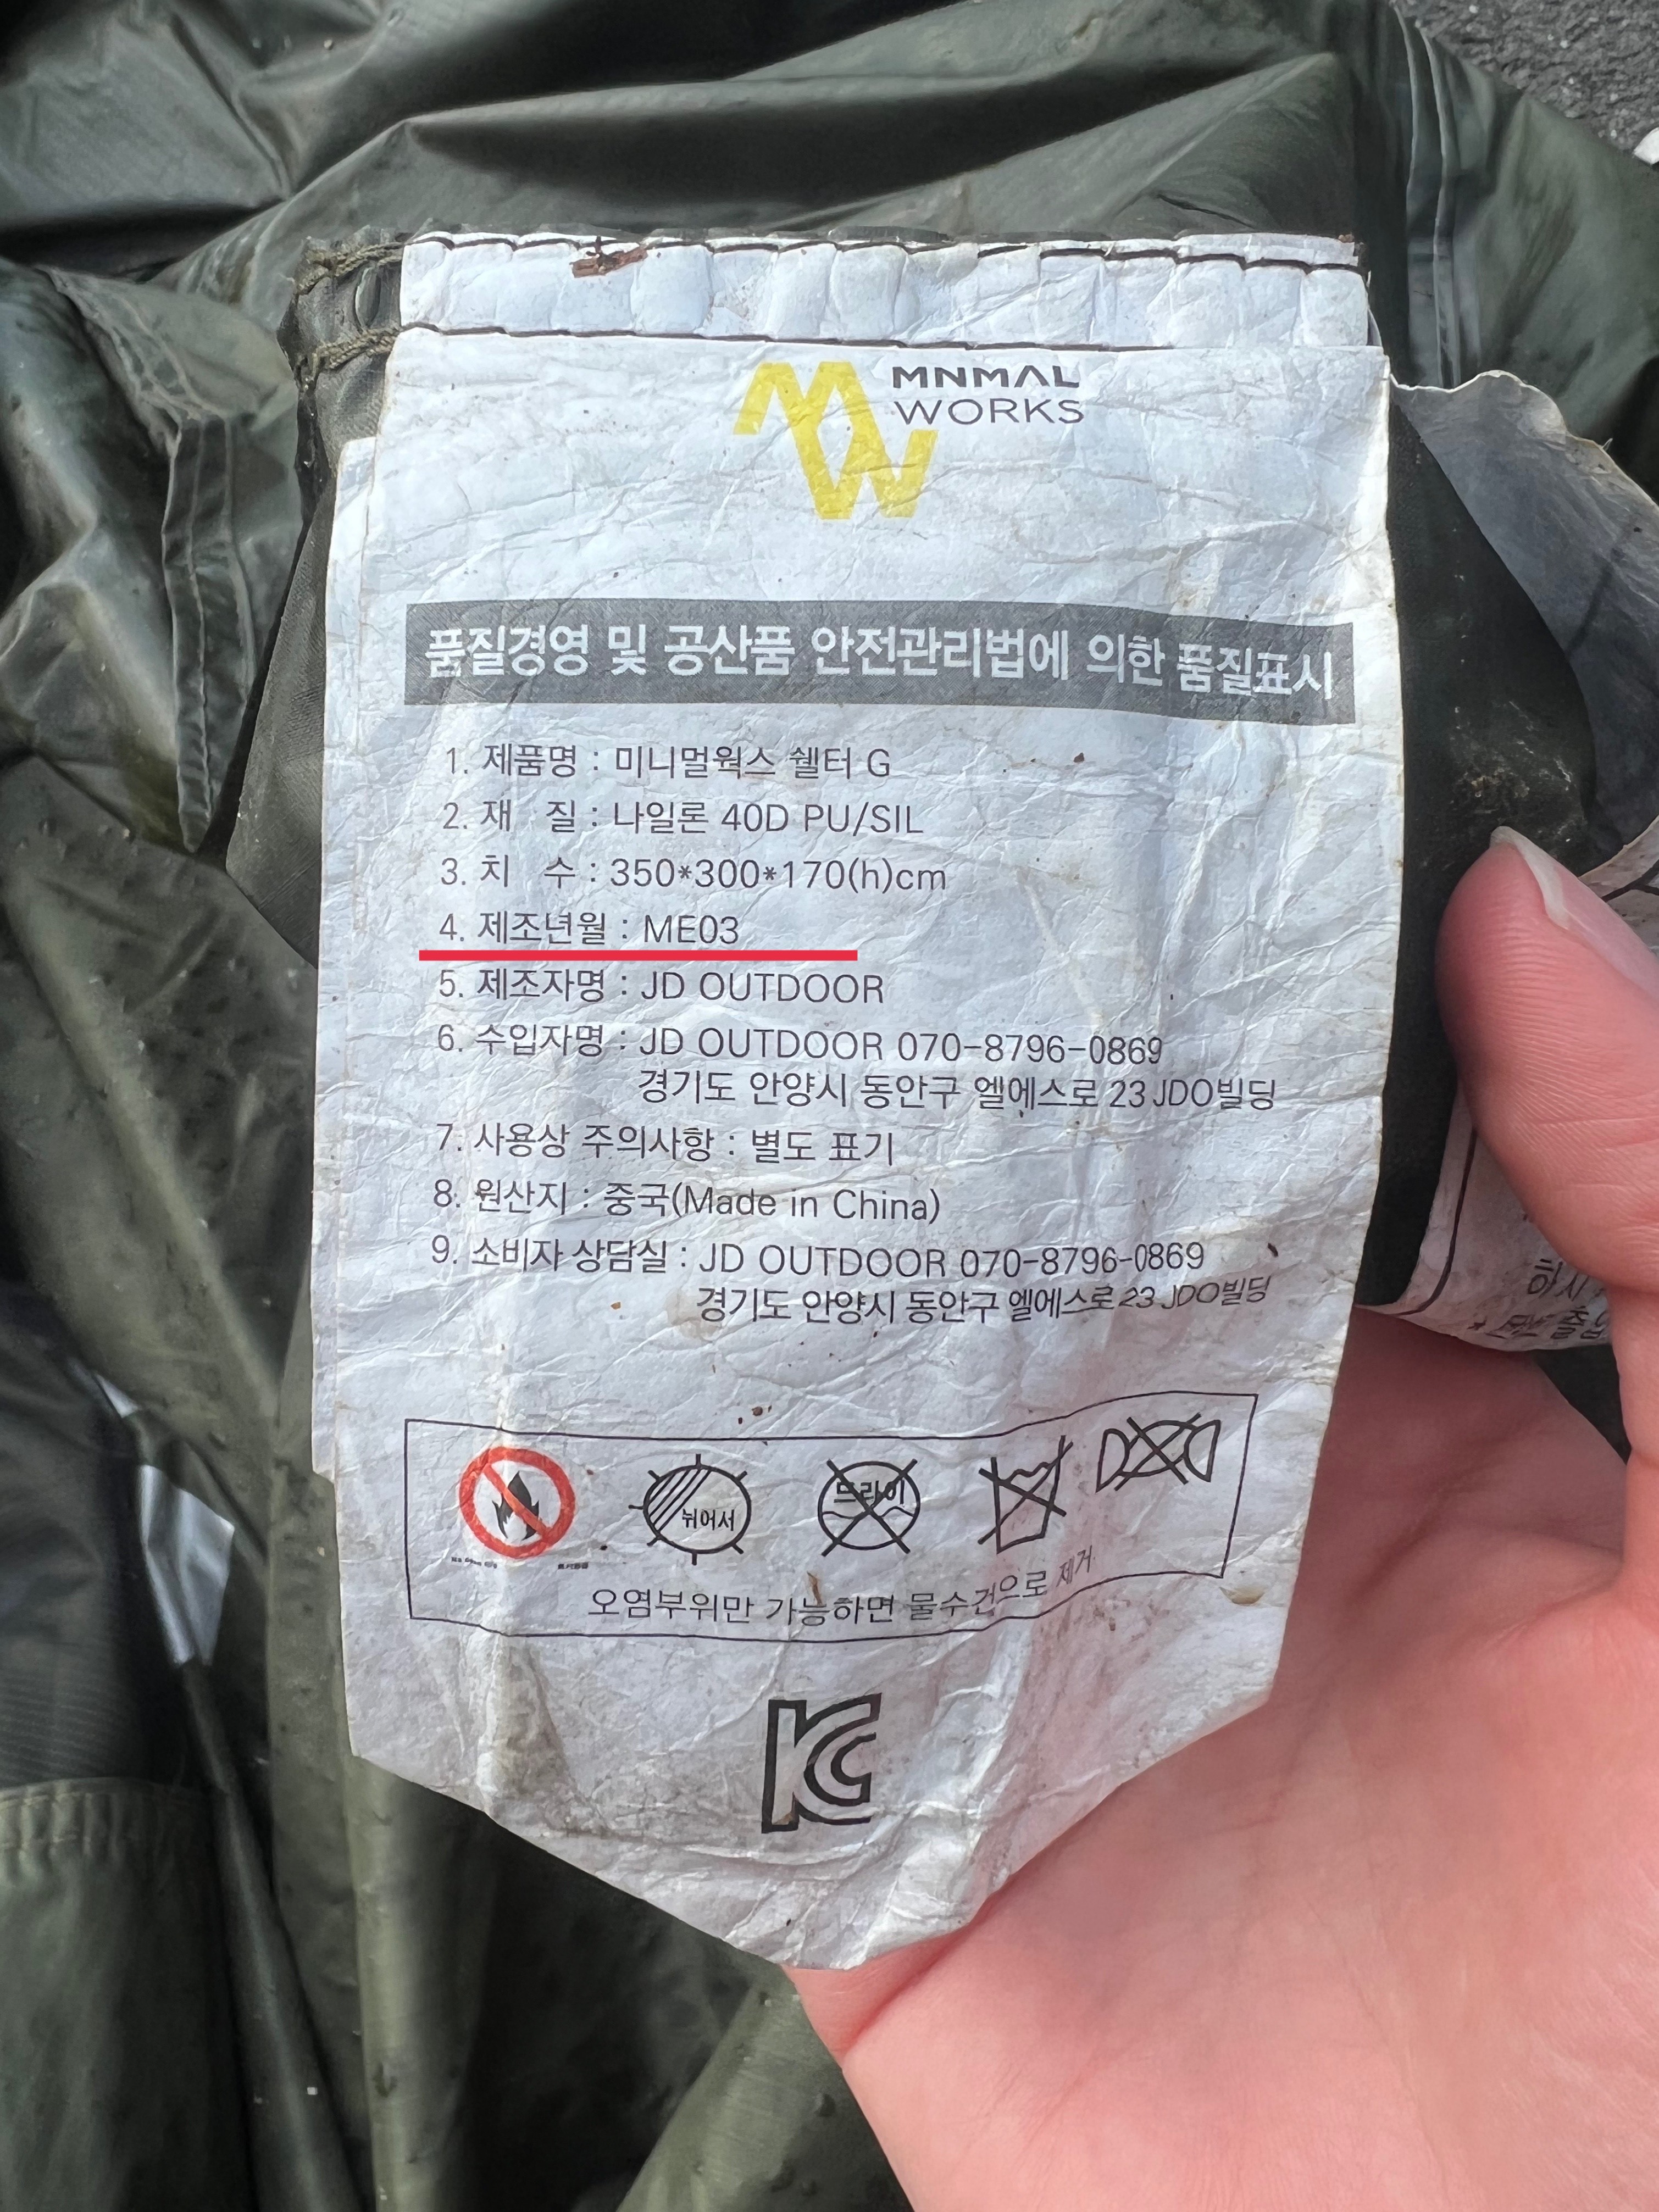 MNMAL
WORKS
품질경영 및 공산품 안전관리법에 의한 품질표시
1. 제품명 : 미니멀웍스 쉘터 G
2. 재 질 : 나일론 40D PU/SIL
3. 치 수 : 350*300*170(h)cm
4. 제조년월 : ME03
5. 제조자명 : JD OUTDOOR
6. 수입자명 : JD OUTDOOR 070-8796-0869
경기도 안양시 동안구 엘에스로 23 JDO빌딩
7. 사용상 주의사항 : 별도 표기
8. 원산지 : 중국(Made in China)
9. 소비자 상담실 : JD OUTDOOR 070-8796-0869
경기도 안양시 동안구 엘에스로 23 JDO빌딩
뉘어서
드라이
오염부위만 가능하면 물수건으로 제거
KC